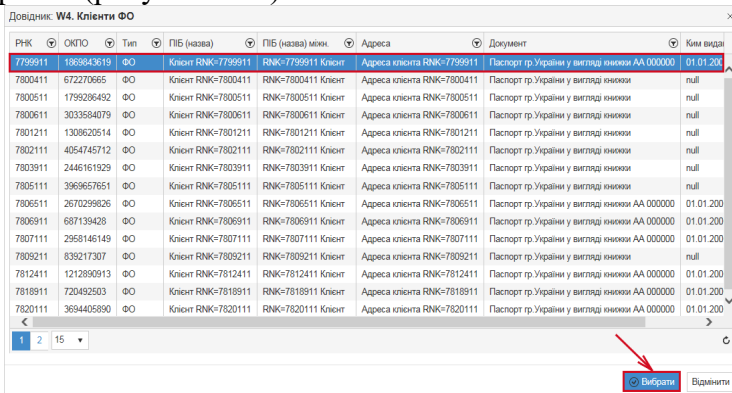 Довідник: W4. Клієнти ФО ×
РНК ОКПО Тип ПІБ (назва) ПІБ (назва) міжн. Адреса Документ Ким видан
7799911 1869843619 ФО Клієнт RNK=7799911 RNK=7799911 Клієнт Адреса клієнта RNK=7799911 Паспорт гр.України у вигляді книжки АА 000000 01.01.200
7800411 672270665 ФО Клієнт RNK=7800411 RNK=7800411 Клієнт Адреса клієнта RNK=7800411 Паспорт гр.України у вигляді книжки null
7800511 1799286492 ФО Клієнт RNK=7800511 RNK=7800511 Клієнт Адреса клієнта RNK=7800511 Паспорт гр.України у вигляді книжки null
7800611 3033584079 ФО Клієнт RNK=7800611 RNK=7800611 Клієнт Адреса клієнта RNK=7800611 Паспорт гр.України у вигляді книжки null
7801211 1308620514 ФО Клієнт RNK=7801211 RNK=7801211 Клієнт Адреса клієнта RNK=7801211 Паспорт гр.України у вигляді книжки null
7802111 4054745712 ФО Клієнт RNK=7802111 RNK=7802111 Клієнт Адреса клієнта RNK=7802111 Паспорт гр.України у вигляді книжки null
7803911 2446161929 ФО Клієнт RNK=7803911 RNK=7803911 Клієнт Адреса клієнта RNK=7803911 Паспорт гр.України у вигляді книжки null
7805111 3969657651 ФО Клієнт RNK=7805111 RNK=7805111 Клієнт Адреса клієнта RNK=7805111 Паспорт гр.України у вигляді книжки null
7806511 2670299826 ФО Клієнт RNK=7806511 RNK=7806511 Клієнт Адреса клієнта RNK=7806511 Паспорт гр.України у вигляді книжки АА 000000 01.01.200
7806911 687139428 ФО Клієнт RNK=7806911 RNK=7806911 Клієнт Адреса клієнта RNK=7806911 Паспорт гр.України у вигляді книжки АА 000000 01.01.200
7807111 2958146149 ФО Клієнт RNK=7807111 RNK=7807111 Клієнт Адреса клієнта RNK=7807111 Паспорт гр.України у вигляді книжки АА 000000 01.01.200
7809211 839217307 ФО Клієнт RNK=7809211 RNK=7809211 Клієнт Адреса клієнта RNK=7809211 Паспорт гр.України у вигляді книжки null
7812411 1212890913 ФО Клієнт RNK=7812411 RNK=7812411 Клієнт Адреса клієнта RNK=7812411 Паспорт гр.України у вигляді книжки АА 000000 01.01.200
7818911 720492503 ФО Клієнт RNK=7818911 RNK=7818911 Клієнт Адреса клієнта RNK=7818911 Паспорт гр.України у вигляді книжки АА 000000 01.01.200
7820111 3694405890 ФО Клієнт RNK=7820111 RNK=7820111 Клієнт Адреса клієнта RNK=7820111 Паспорт гр.України у вигляді книжки АА 000000 01.01.200
1 2 15
Вибрати Відмінити